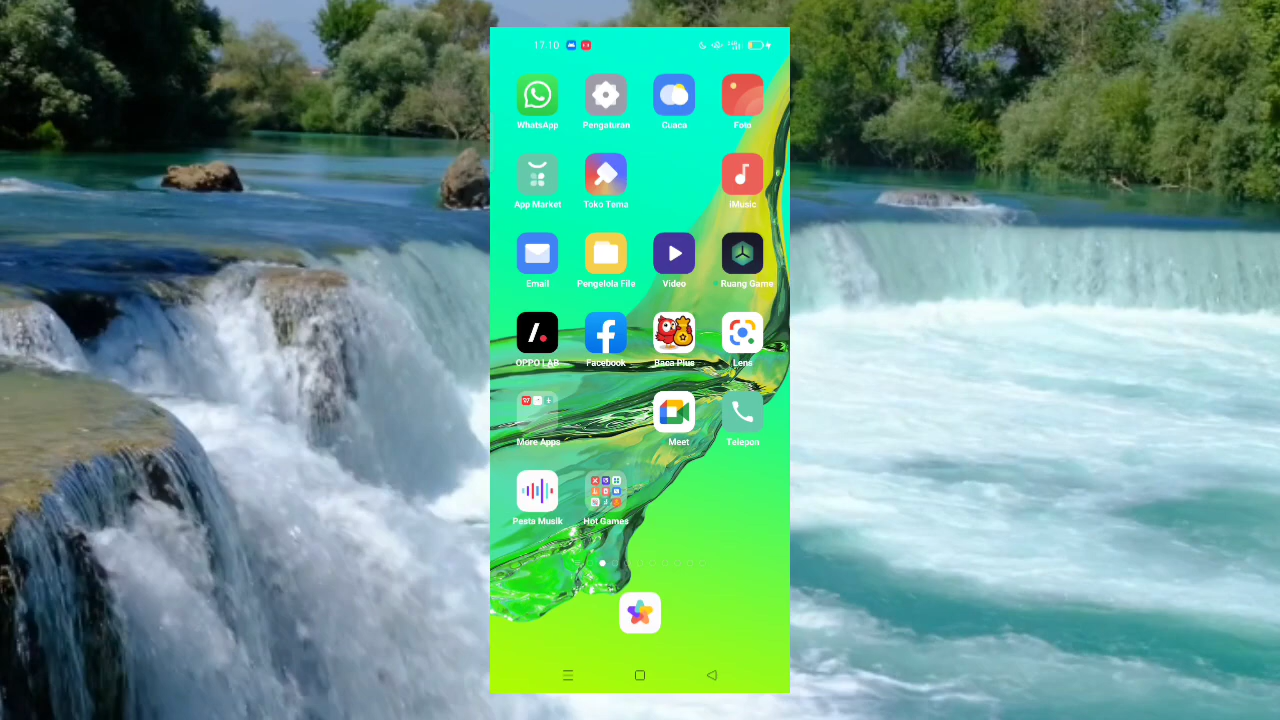 17.10
WhatsApp Pengaturan Cuaca Foto
App Market Toko Tema iMusic
Email Pengelola File Video Ruang Game
OPPO LAB Facebook Baca Plus Lens
More Apps Meet Telepon
Pesta Musik Hot Games